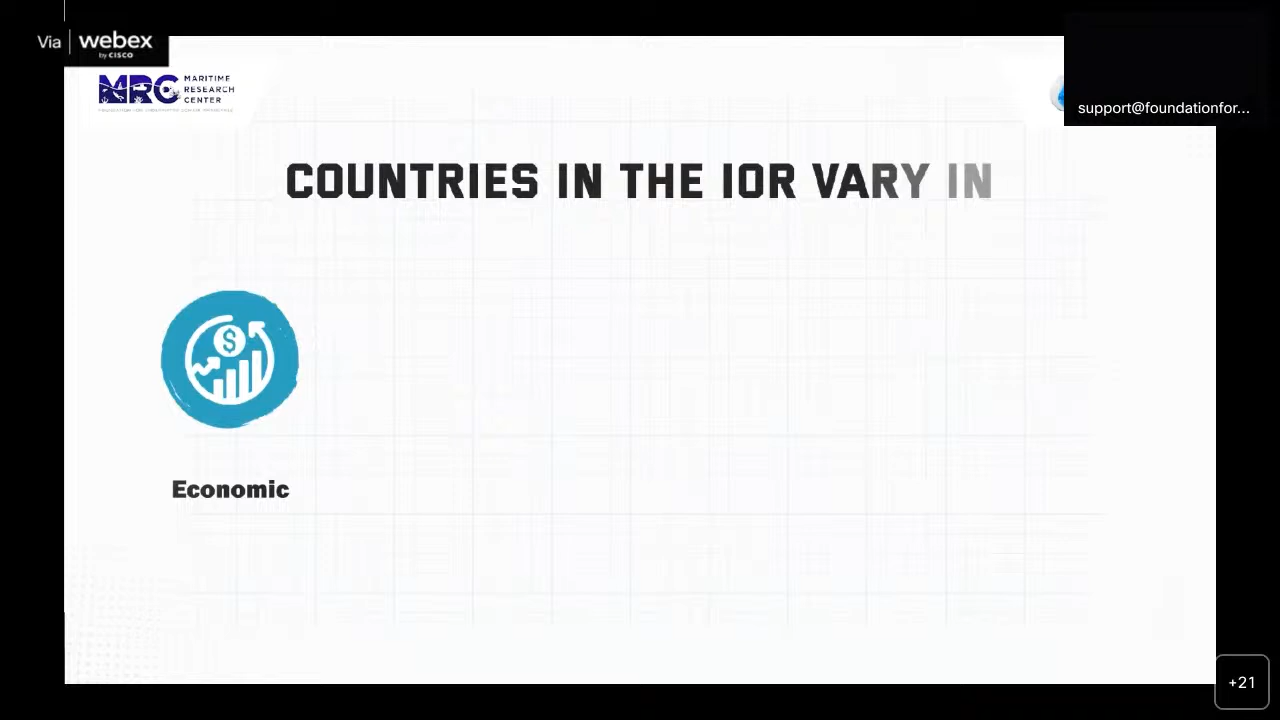 Via webex
by CISCO
MRC MARITIME
RESEARCH
CENTER
support@foundationfor...
COUNTRIES IN THE IOR VARY IN
$
Economic
+21